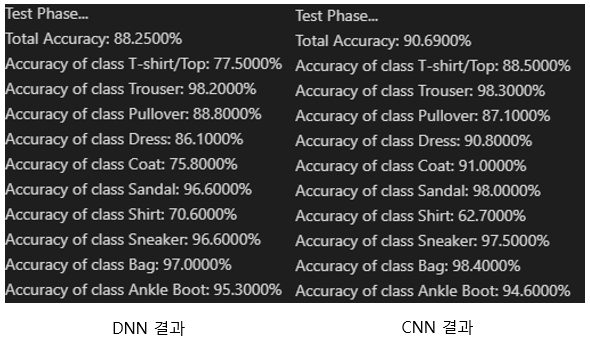 Test Phase...
Total Accuracy: 88.2500%
Accuracy of class T-shirt/Top: 77.5000%
Accuracy of class Trouser: 98.2000%
Accuracy of class Pullover: 88.8000%
Accuracy of class Dress: 86.1000%
Accuracy of class Coat: 75.8000%
Accuracy of class Sandal: 96.6000%
Accuracy of class Shirt: 70.6000%
Accuracy of class Sneaker: 96.6000%
Accuracy of class Bag: 97.0000%
Accuracy of class Ankle Boot: 95.3000%
DNN 결과
Test Phase...
Total Accuracy: 90.6900%
Accuracy of class T-shirt/Top: 88.5000%
Accuracy of class Trouser: 98.3000%
Accuracy of class Pullover: 87.1000%
Accuracy of class Dress: 90.8000%
Accuracy of class Coat: 91.0000%
Accuracy of class Sandal: 98.0000%
Accuracy of class Shirt: 62.7000%
Accuracy of class Sneaker: 97.5000%
Accuracy of class Bag: 98.4000%
Accuracy of class Ankle Boot: 94.6000%
CNN 결과